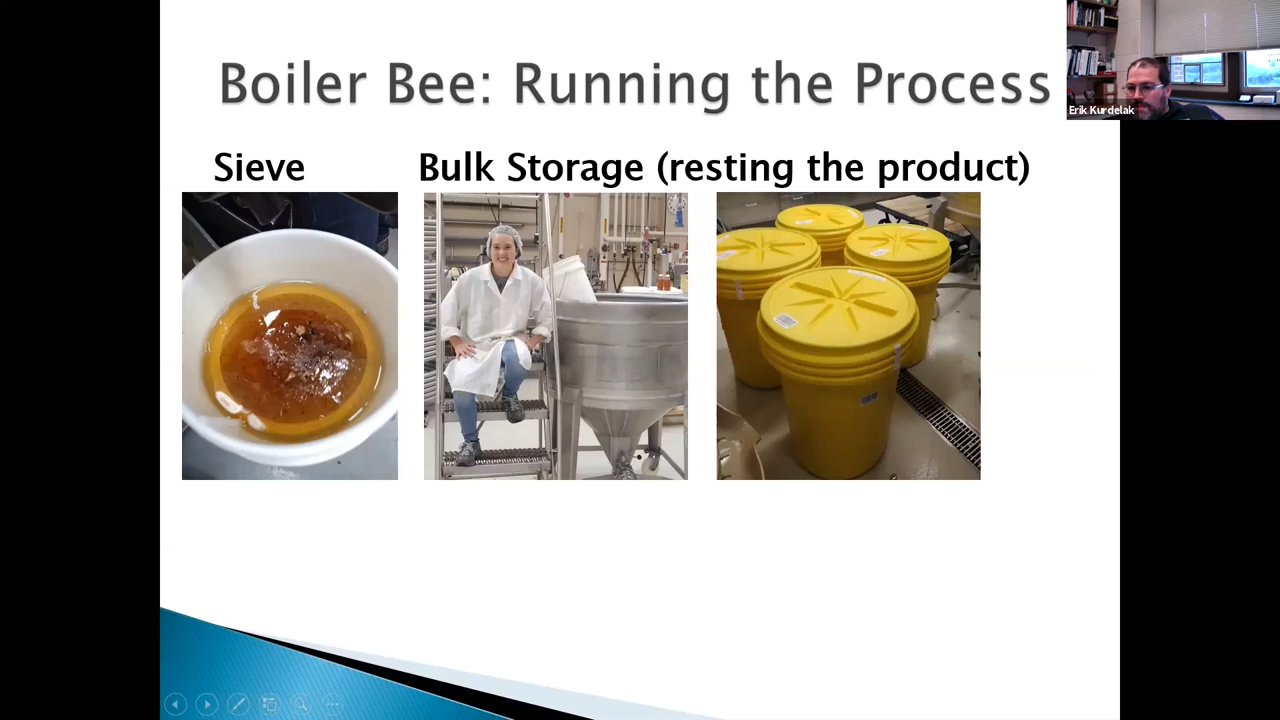 Boiler Bee: Running the Process
Erik Kurdelak
Sieve
Bulk Storage (resting the product)